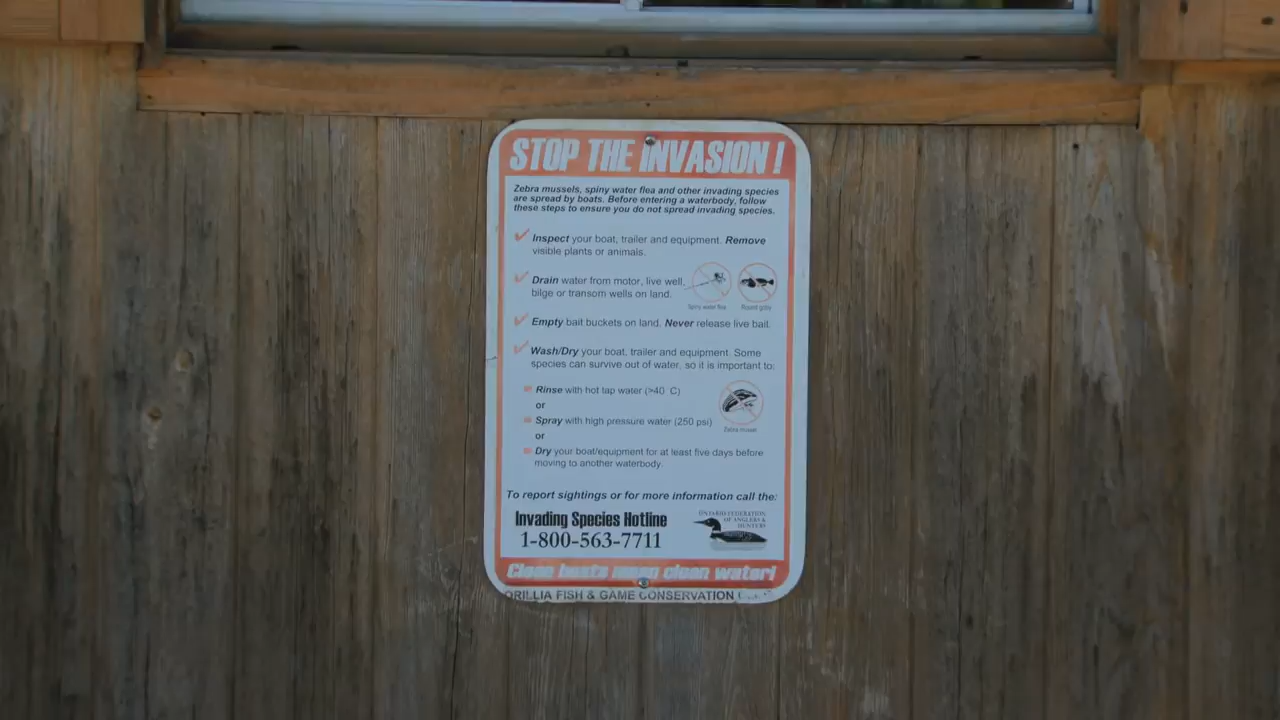 STOP THE INVASION!
Zebra mussels, spiny water flea and other invading species
are spread by boats. Before entering a waterbody, follow
these steps to ensure you do not spread invading species.
Inspect your boat, trailer and equipment. Remove
visible plants or animals.
Drain water from motor, live well,
bilge or transom wells on land.
Spiny water flea
Round goby
Empty bait buckets on land. Never release live bait.
Wash/Dry your boat, trailer and equipment. Some
species can survive out of water, so it is important to:
Rinse with hot tap water (>40°C)
or
Spray with high pressure water (250 psi)
or
Zebra mussel
Dry your boat/equipment for at least five days before
moving to another waterbody.
To report sightings or for more information call the:
Invading Species Hotline
1-800-563-7711
ONTARIO FEDERATION
OF ANGLERS &
HUNTERS
Clean boats mean clean water!
ORILLIA FISH & GAME CONSERVATION